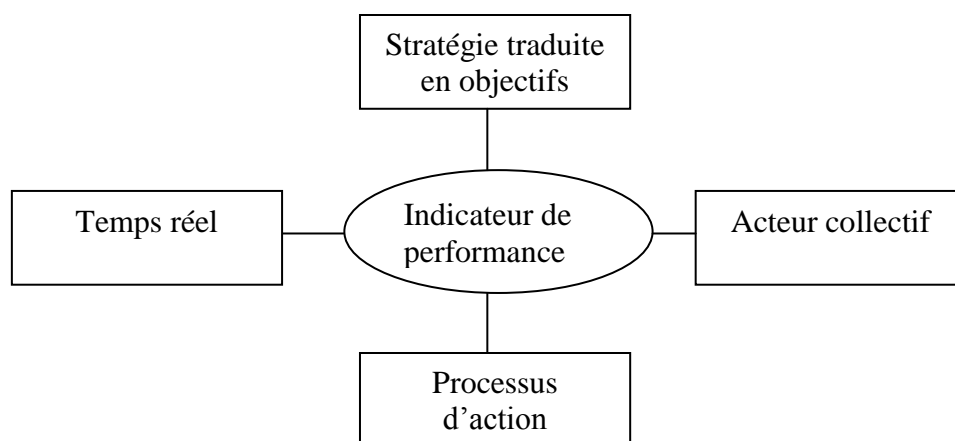 Stratégie traduite
en objectifs
Temps réel
Indicateur de
performance
Acteur collectif
Processus
d’action